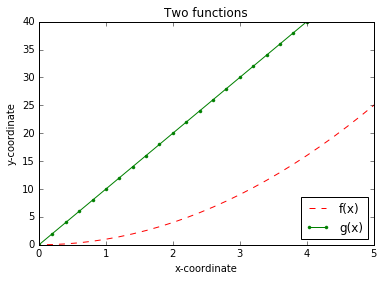 Two functions
y-coordinate
40
35
30
25
20
15
10
5
0
0 1 2 3 4 5
x-coordinate
f(x)
g(x)